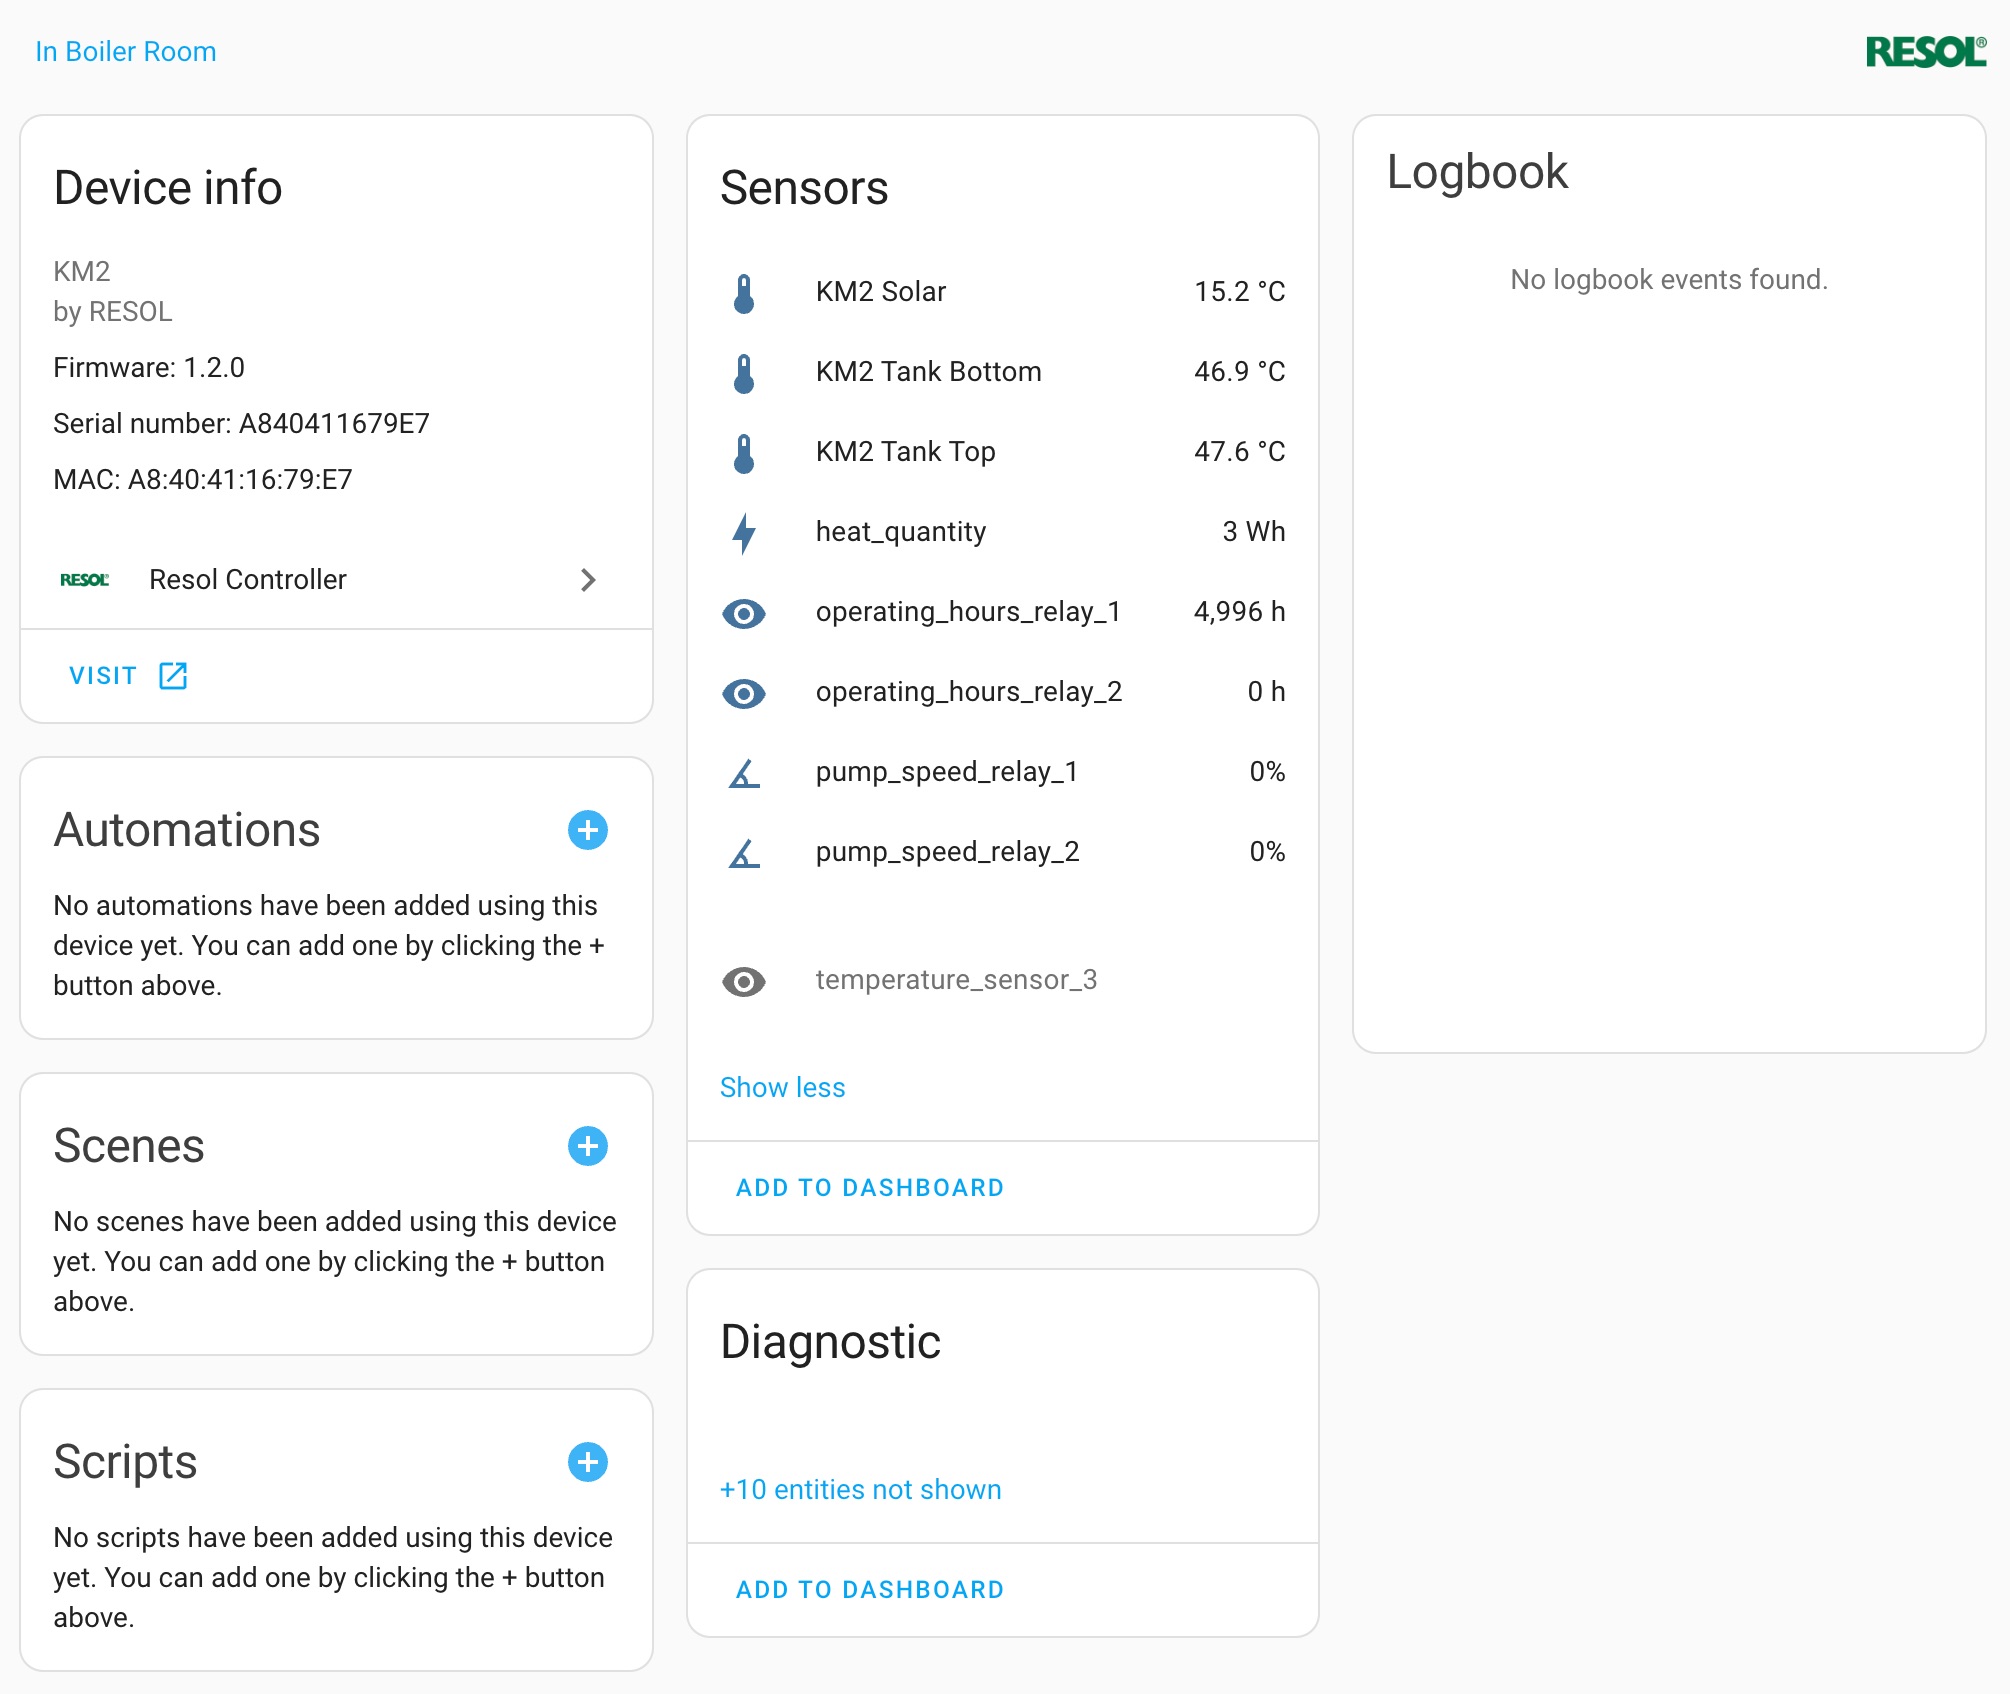 In Boiler Room
RESOL®
Device info
KM2
by RESOL
Firmware: 1.2.0
Serial number: A840411679E7
MAC: A8:40:41:16:79:E7
RESOL® Resol Controller
VISIT
Automations
No automations have been added using this
device yet. You can add one by clicking the +
button above.
Scenes
No scenes have been added using this device
yet. You can add one by clicking the + button
above.
Scripts
No scripts have been added using this device
yet. You can add one by clicking the + button
above.
Sensors
KM2 Solar 15.2 °C
KM2 Tank Bottom 46.9 °C
KM2 Tank Top 47.6 °C
heat_quantity 3 Wh
operating_hours_relay_1 4,996 h
operating_hours_relay_2 0 h
pump_speed_relay_1 0%
pump_speed_relay_2 0%
temperature_sensor_3
Show less
ADD TO DASHBOARD
Diagnostic
+10 entities not shown
ADD TO DASHBOARD
Logbook
No logbook events found.